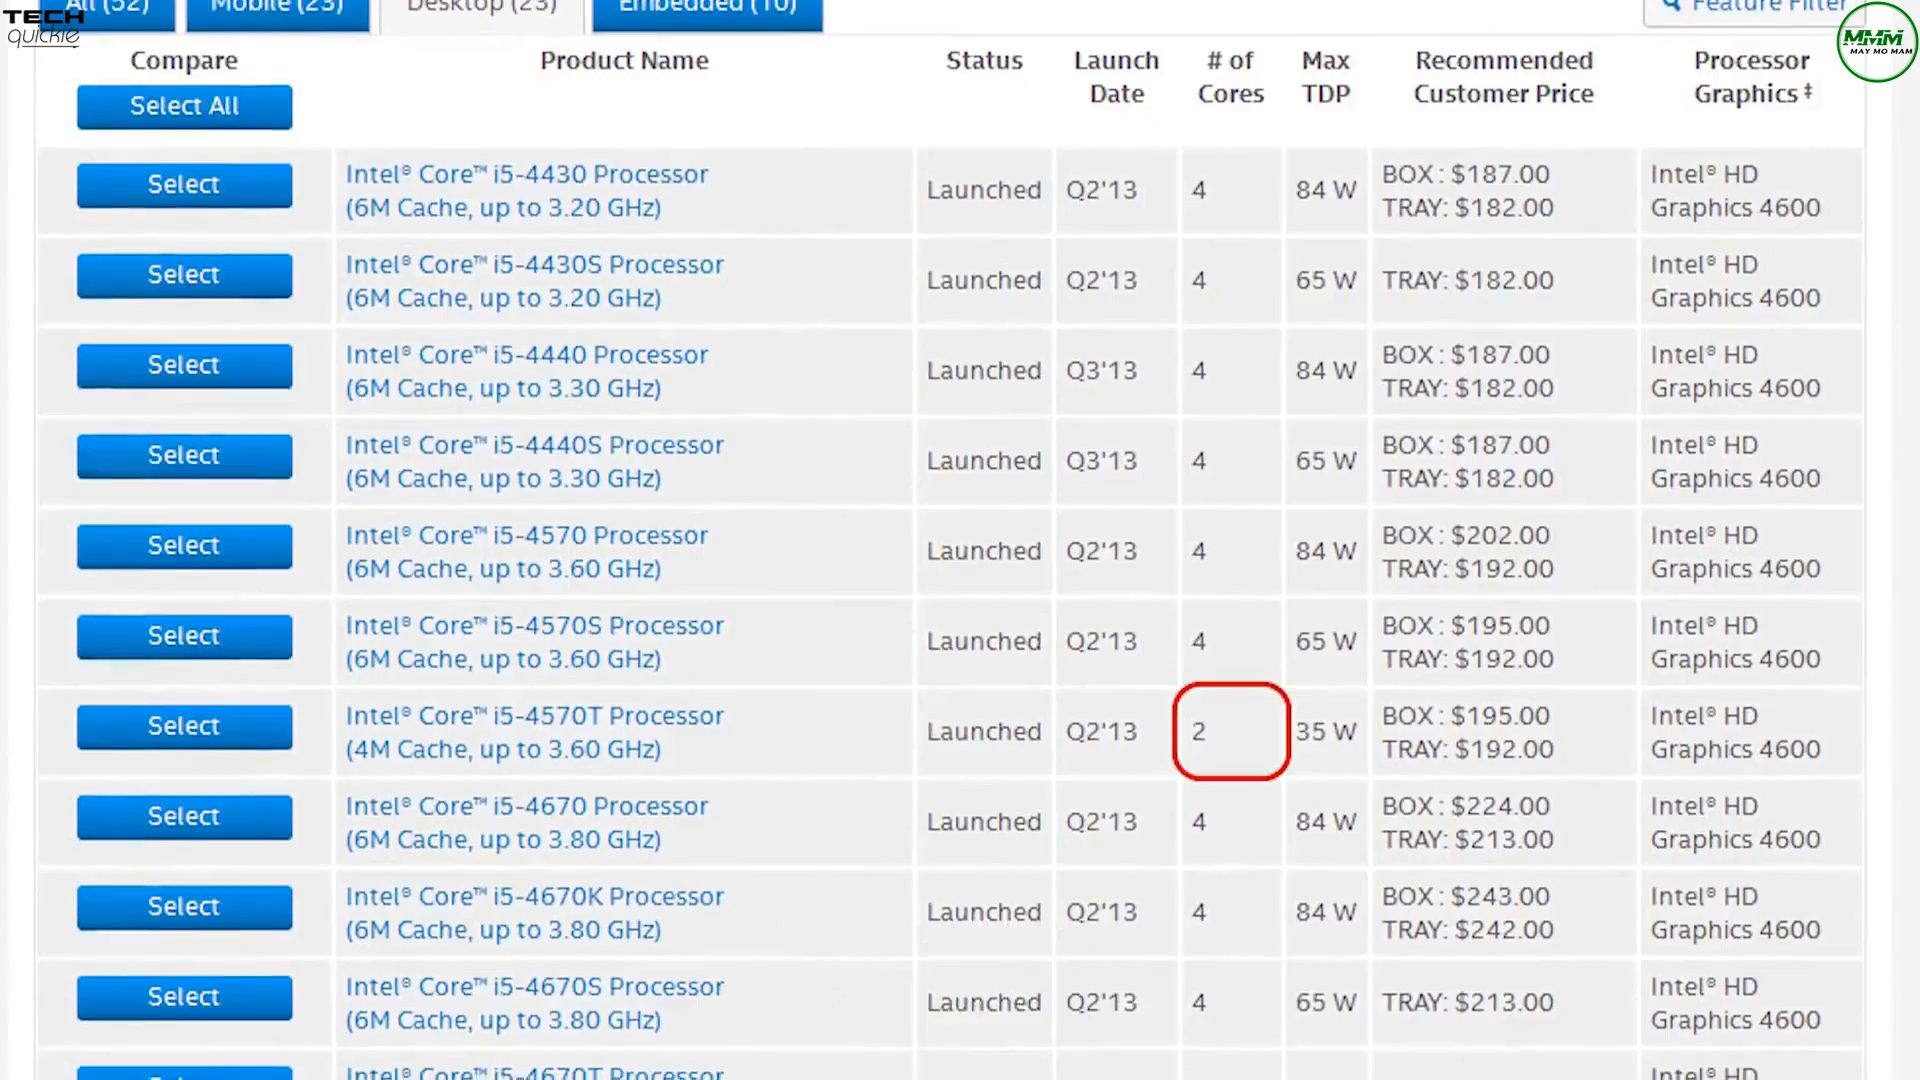 TECH
quickie
All (52)
Mobile (23)
Desktop (23)
Embedded (10)
Feature Filter
MMM
MAY MO MAM
Compare
Select All
Product Name
Status
Launch
Date
# of
Cores
Max
TDP
Recommended
Customer Price
Processor
Graphics ‡
Select
Intel® Core™ i5-4430 Processor
(6M Cache, up to 3.20 GHz)
Launched
Q2'13
4
84 W
BOX : $187.00
TRAY: $182.00
Intel® HD
Graphics 4600
Select
Intel® Core™ i5-4430S Processor
(6M Cache, up to 3.20 GHz)
Launched
Q2'13
4
65 W
TRAY: $182.00
Intel® HD
Graphics 4600
Select
Intel® Core™ i5-4440 Processor
(6M Cache, up to 3.30 GHz)
Launched
Q3'13
4
84 W
BOX : $187.00
TRAY: $182.00
Intel® HD
Graphics 4600
Select
Intel® Core™ i5-4440S Processor
(6M Cache, up to 3.30 GHz)
Launched
Q3'13
4
65 W
BOX : $187.00
TRAY: $182.00
Intel® HD
Graphics 4600
Select
Intel® Core™ i5-4570 Processor
(6M Cache, up to 3.60 GHz)
Launched
Q2'13
4
84 W
BOX : $202.00
TRAY: $192.00
Intel® HD
Graphics 4600
Select
Intel® Core™ i5-4570S Processor
(6M Cache, up to 3.60 GHz)
Launched
Q2'13
4
65 W
BOX : $195.00
TRAY: $192.00
Intel® HD
Graphics 4600
Select
Intel® Core™ i5-4570T Processor
(4M Cache, up to 3.60 GHz)
Launched
Q2'13
2
35 W
BOX : $195.00
TRAY: $192.00
Intel® HD
Graphics 4600
Select
Intel® Core™ i5-4670 Processor
(6M Cache, up to 3.80 GHz)
Launched
Q2'13
4
84 W
BOX : $224.00
TRAY: $213.00
Intel® HD
Graphics 4600
Select
Intel® Core™ i5-4670K Processor
(6M Cache, up to 3.80 GHz)
Launched
Q2'13
4
84 W
BOX : $243.00
TRAY: $242.00
Intel® HD
Graphics 4600
Select
Intel® Core™ i5-4670S Processor
(6M Cache, up to 3.80 GHz)
Launched
Q2'13
4
65 W
TRAY: $213.00
Intel® HD
Graphics 4600
Intel® Core™ i5-4670T Processor
Intel® HD